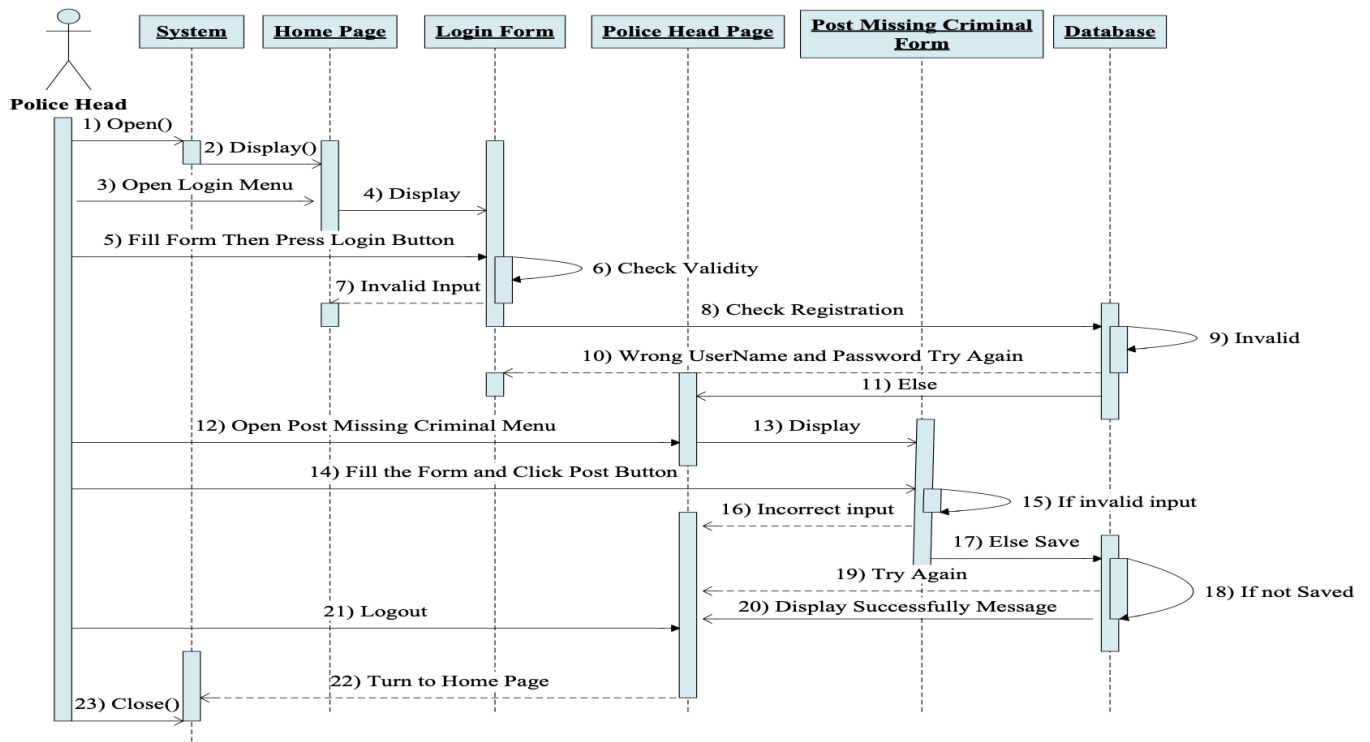 System
Home Page
Login Form
Police Head Page
Post Missing Criminal
Form
Database
Police Head
1) Open()
2) Display()
3) Open Login Menu
4) Display
5) Fill Form Then Press Login Button
6) Check Validity
7) Invalid Input
8) Check Registration
9) Invalid
10) Wrong UserName and Password Try Again
11) Else
12) Open Post Missing Criminal Menu
13) Display
14) Fill the Form and Click Post Button
15) If invalid input
16) Incorrect input
17) Else Save
18) If not Saved
19) Try Again
20) Display Successfully Message
21) Logout
22) Turn to Home Page
23) Close()